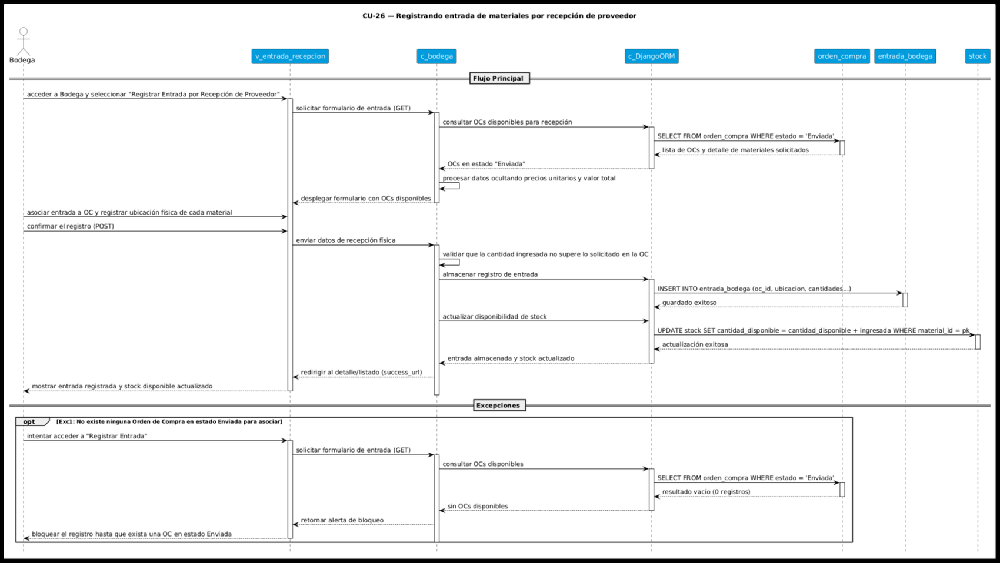 CU-26 — Registrando entrada de materiales por recepción de proveedor
Bodega
v_entrada_recepcion
c_bodega
c_DjangoORM
orden_compra
entrada_bodega
stock
Flujo Principal
acceder a Bodega y seleccionar "Registrar Entrada por Recepción de Proveedor"
solicitar formulario de entrada (GET)
consultar OCs disponibles para recepción
SELECT FROM orden_compra WHERE estado = 'Enviada'
lista de OCs y detalle de materiales solicitados
OCs en estado "Enviada"
procesar datos ocultando precios unitarios y valor total
desplegar formulario con OCs disponibles
asociar entrada a OC y registrar ubicación física de cada material
confirmar el registro (POST)
enviar datos de recepción física
validar que la cantidad ingresada no supere lo solicitado en la OC
almacenar registro de entrada
INSERT INTO entrada_bodega (oc_id, ubicacion, cantidades...)
guardado exitoso
actualizar disponibilidad de stock
UPDATE stock SET cantidad_disponible = cantidad_disponible + ingresada WHERE material_id = pk
actualización exitosa
entrada almacenada y stock actualizado
redirigir al detalle/listado (success_url)
mostrar entrada registrada y stock disponible actualizado
Excepciones
opt
[Exc1: No existe ninguna Orden de Compra en estado Enviada para asociar]
intentar acceder a "Registrar Entrada"
solicitar formulario de entrada (GET)
consultar OCs disponibles
SELECT FROM orden_compra WHERE estado = 'Enviada'
resultado vacío (0 registros)
sin OCs disponibles
retornar alerta de bloqueo
bloquear el registro hasta que exista una OC en estado Enviada